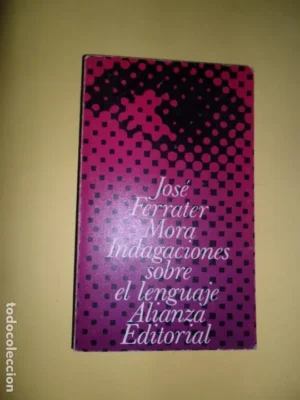 José
Ferrater
Mora
Indagaciones
sobre
el lenguaje
Alianza
Editorial
todocoleccion